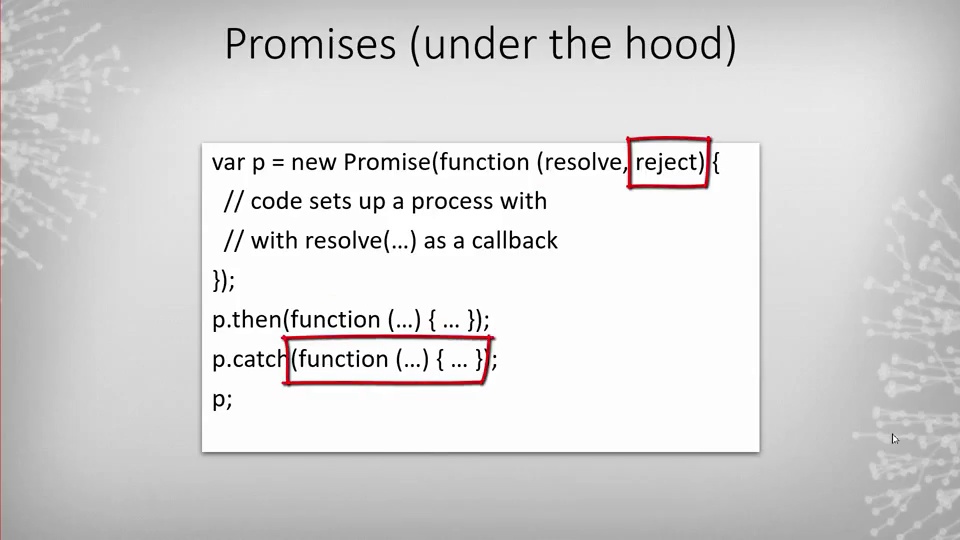 Promises (under the hood)
var p = new Promise(function (resolve, reject) {
// code sets up a process with
// with resolve(…) as a callback
});
p.then(function (…) { … });
p.catch(function (…) { … });
p;